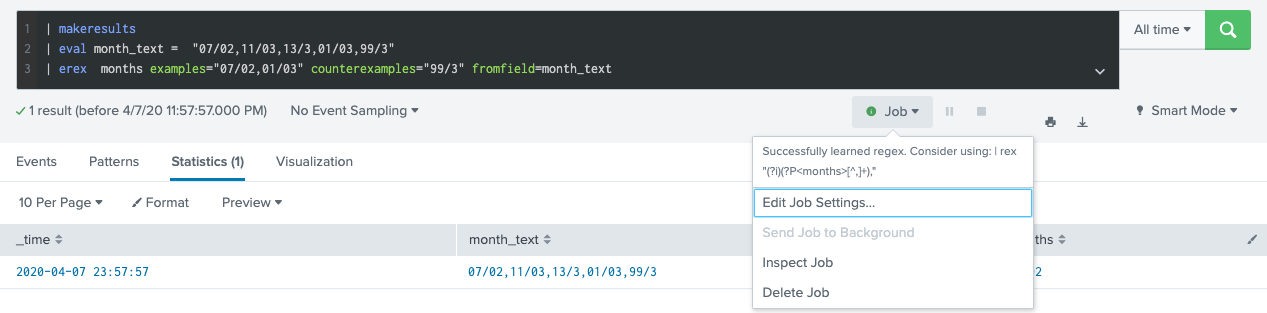 1 | makeresults
2 | eval month_text =  "07/02,11/03,13/3,01/03,99/3"
3 | erex  months examples="07/02,01/03" counterexamples="99/3" fromfield=month_text
All time
1 result (before 4/7/20 11:57:57.000 PM) No Event Sampling Job Smart Mode
Successfully learned regex. Consider using: | rex
"(?i)(?P<months>[^,]+),"
Events Patterns Statistics (1) Visualization
10 Per Page Format Preview
Edit Job Settings...
Send Job to Background
Inspect Job
Delete Job
_time month_text ths
2020-04-07 23:57:57 07/02,11/03,13/3,01/03,99/3 2